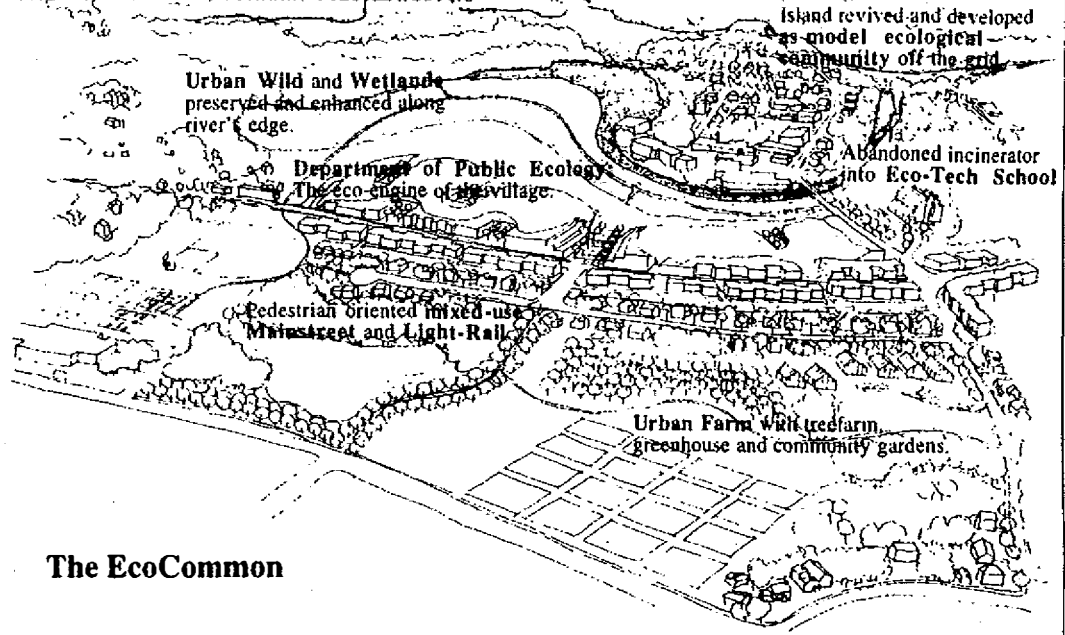 Island revived and developed
as model ecological
community off the grid
Urban Wild and Wetlands
preserved and enhanced along
river's edge.
Department of Public Ecology:
The eco engine of the village.
Abandoned incinerator
into Eco-Tech School
Pedestrian oriented mixed-use
Mainstreet and Light-Rail
Urban Farm with treefarm,
greenhouse and community gardens.
The EcoCommon